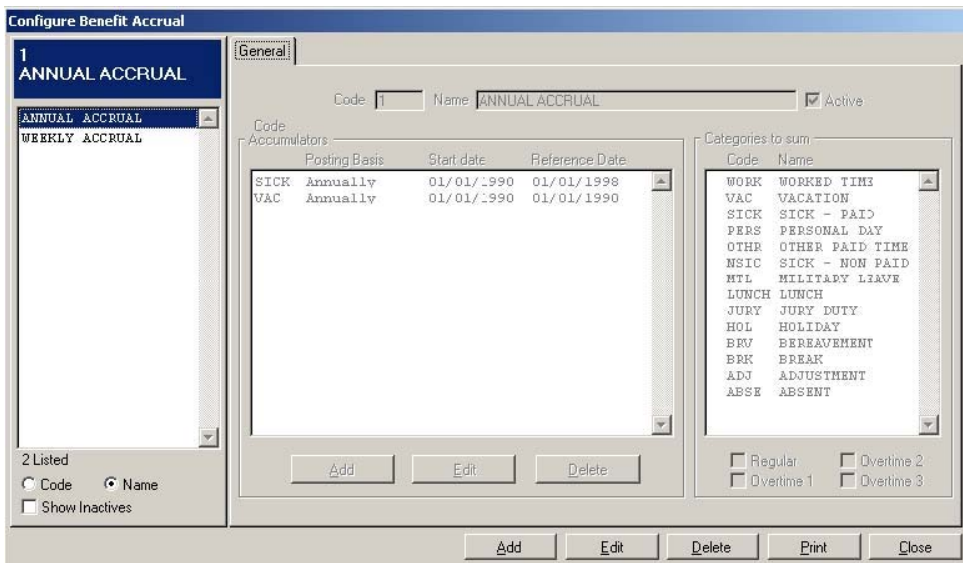 Configure Benefit Accrual
1
ANNUAL ACCRUAL
ANNUAL ACCRUAL
WEEKLY ACCRUAL
2 Listed
Code Name
Show Inactives
General
Code 1 Name ANNUAL ACCRUAL Active
Code
Accumulators
Posting Basis Start date Reference Date
SICK Annually 01/01/1990 01/01/1998
VAC Annually 01/01/1990 01/01/1990
Add Edit Delete
Categories to sum
Code Name
WORK WORKED TIME
VAC VACATION
SICK SICK - PAID
PERS PERSONAL DAY
OTHR OTHER PAID TIME
NSIC SICK - NON PAID
MTL MILITARY LEAVE
LUNCH LUNCH
JURY JURY DUTY
HOL HOLIDAY
BRV BEREAVEMENT
BRK BREAK
ADJ ADJUSTMENT
ABSE ABSENT
Regular Overtime 2
Overtime 1 Overtime 3
Add Edit Delete Print Close